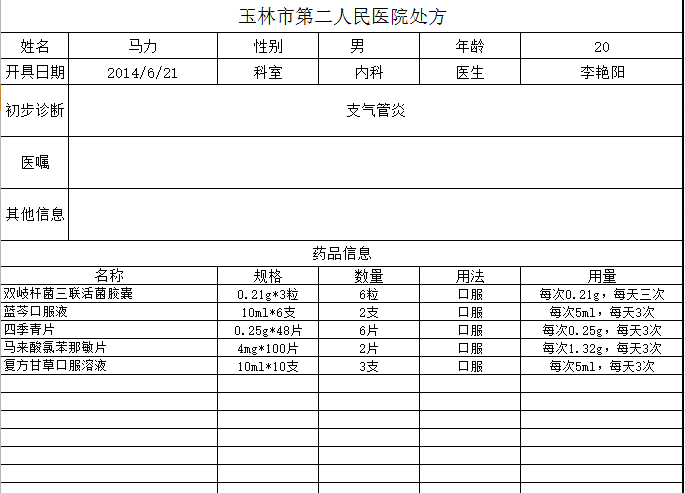 玉林市第二人民医院处方
姓名 马力 性别 男 年龄 20
开具日期 2014/6/21 科室 内科 医生 李艳阳
初步诊断 支气管炎
医嘱
其他信息
药品信息
名称 规格 数量 用法 用量
双岐杆菌三联活菌胶囊 0.21g*3粒 6粒 口服 每次0.21g，每天三次
蓝芩口服液 10ml*6支 2支 口服 每次5ml，每天3次
四季青片 0.25g*48片 6片 口服 每次0.25g，每天3次
马来酸氯苯那敏片 4mg*100片 2片 口服 每次1.32g，每天3次
复方甘草口服溶液 10ml*10支 3支 口服 每次5ml，每天3次